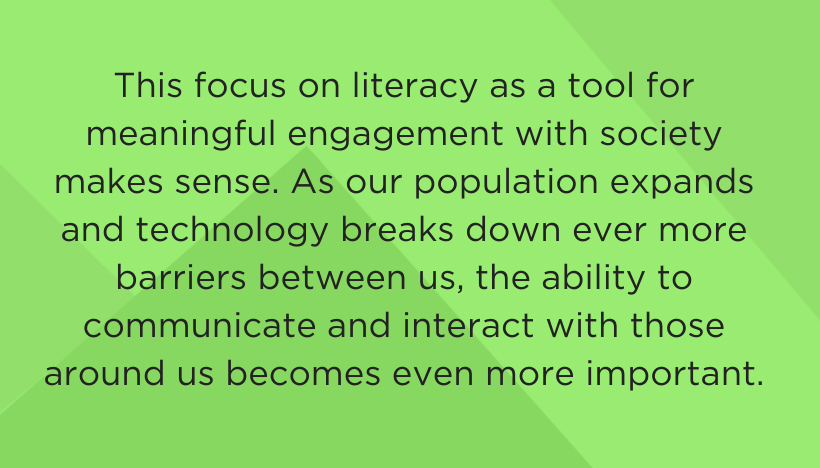 This focus on literacy as a tool for
meaningful engagement with society
makes sense. As our population expands
and technology breaks down ever more
barriers between us, the ability to
communicate and interact with those
around us becomes even more important.